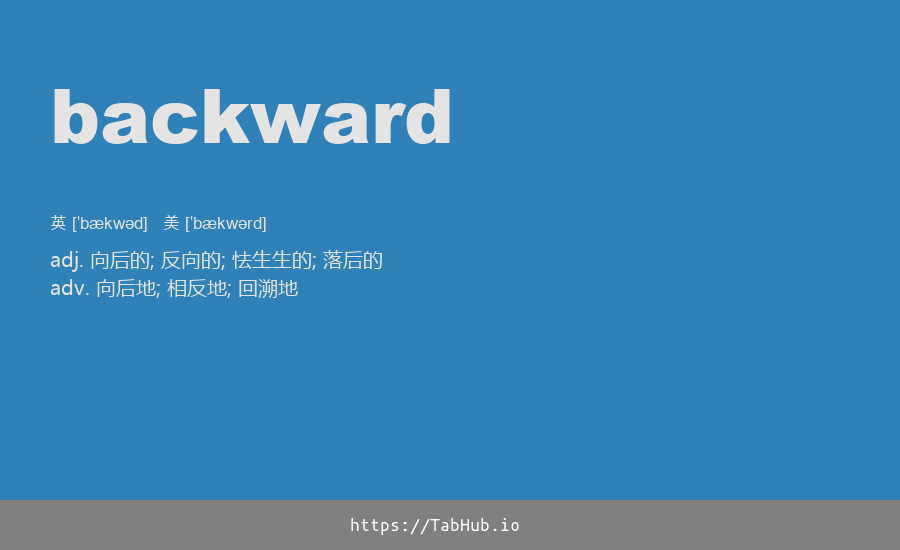 backward
英 [ˈbækwəd] 美 [ˈbækwərd]
adj. 向后的; 反向的; 怯生生的; 落后的
adv. 向后地; 相反地; 回溯地
https://TabHub.io